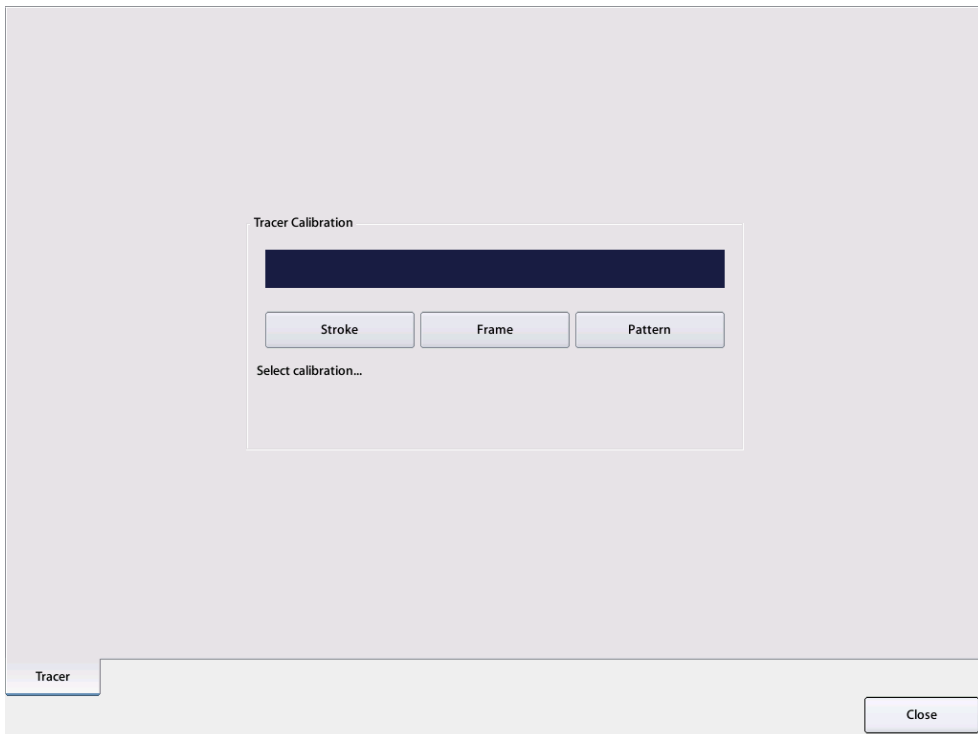 Tracer Calibration
Stroke Frame Pattern
Select calibration...
Tracer
Close